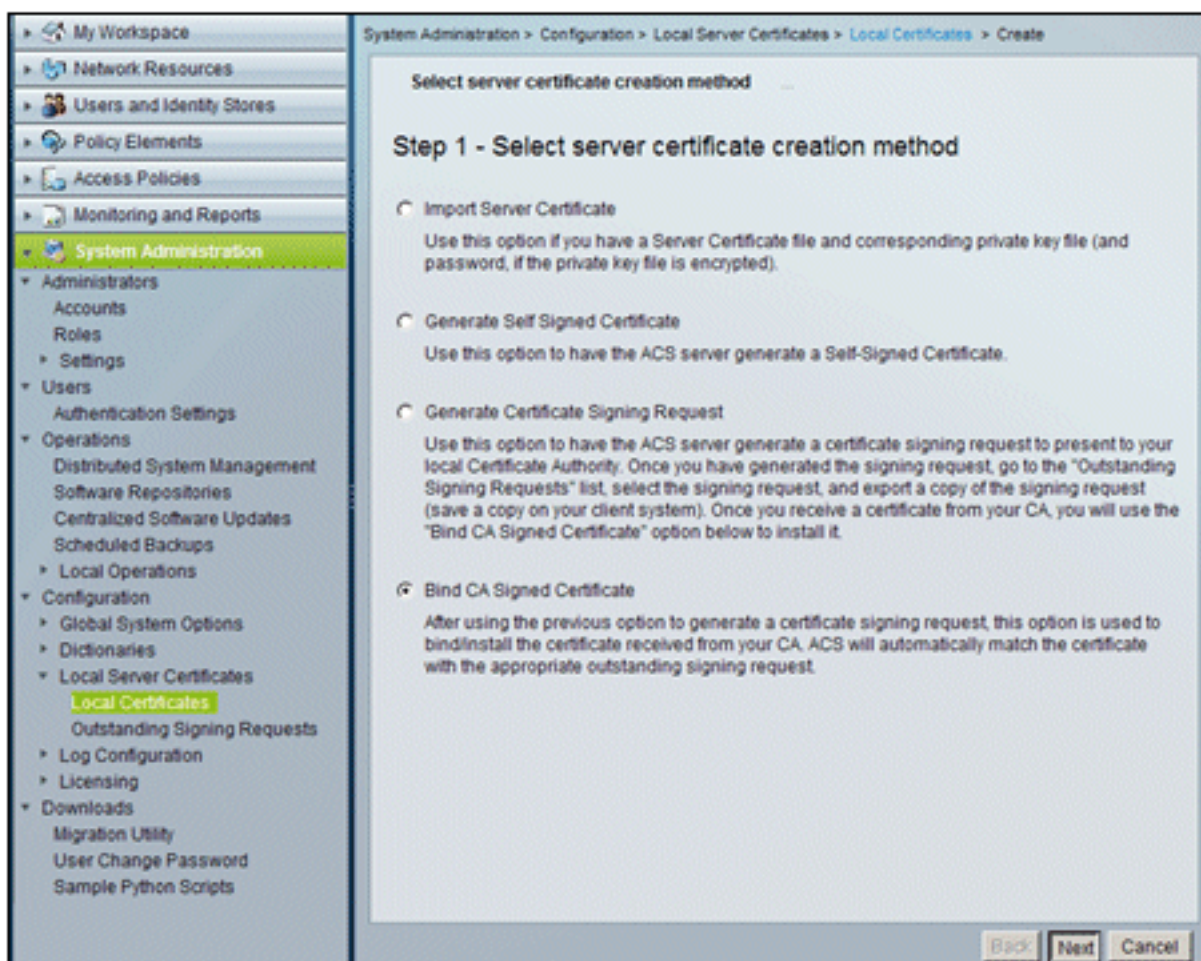 My Workspace
Network Resources
Users and Identity Stores
Policy Elements
Access Policies
Monitoring and Reports
System Administration
Administrators
Accounts
Roles
Settings
Users
Authentication Settings
Operations
Distributed System Management
Software Repositories
Centralized Software Updates
Scheduled Backups
Local Operations
Configuration
Global System Options
Dictionaries
Local Server Certificates
Local Certificates
Outstanding Signing Requests
Log Configuration
Licensing
Downloads
Migration Utility
User Change Password
Sample Python Scripts
System Administration > Configuration > Local Server Certificates > Local Certificates > Create
Select server certificate creation method
Step 1 - Select server certificate creation method
Import Server Certificate
Use this option if you have a Server Certificate file and corresponding private key file (and
password, if the private key file is encrypted).
Generate Self Signed Certificate
Use this option to have the ACS server generate a Self-Signed Certificate.
Generate Certificate Signing Request
Use this option to have the ACS server generate a certificate signing request to present to your
local Certificate Authority. Once you have generated the signing request, go to the "Outstanding
Signing Requests" list, select the signing request, and export a copy of the signing request
(save a copy on your client system). Once you receive a certificate from your CA, you will use the
"Bind CA Signed Certificate" option below to install it.
Bind CA Signed Certificate
After using the previous option to generate a certificate signing request, this option is used to
bind/install the certificate received from your CA. ACS will automatically match the certificate
with the appropriate outstanding signing request.
Back Next Cancel